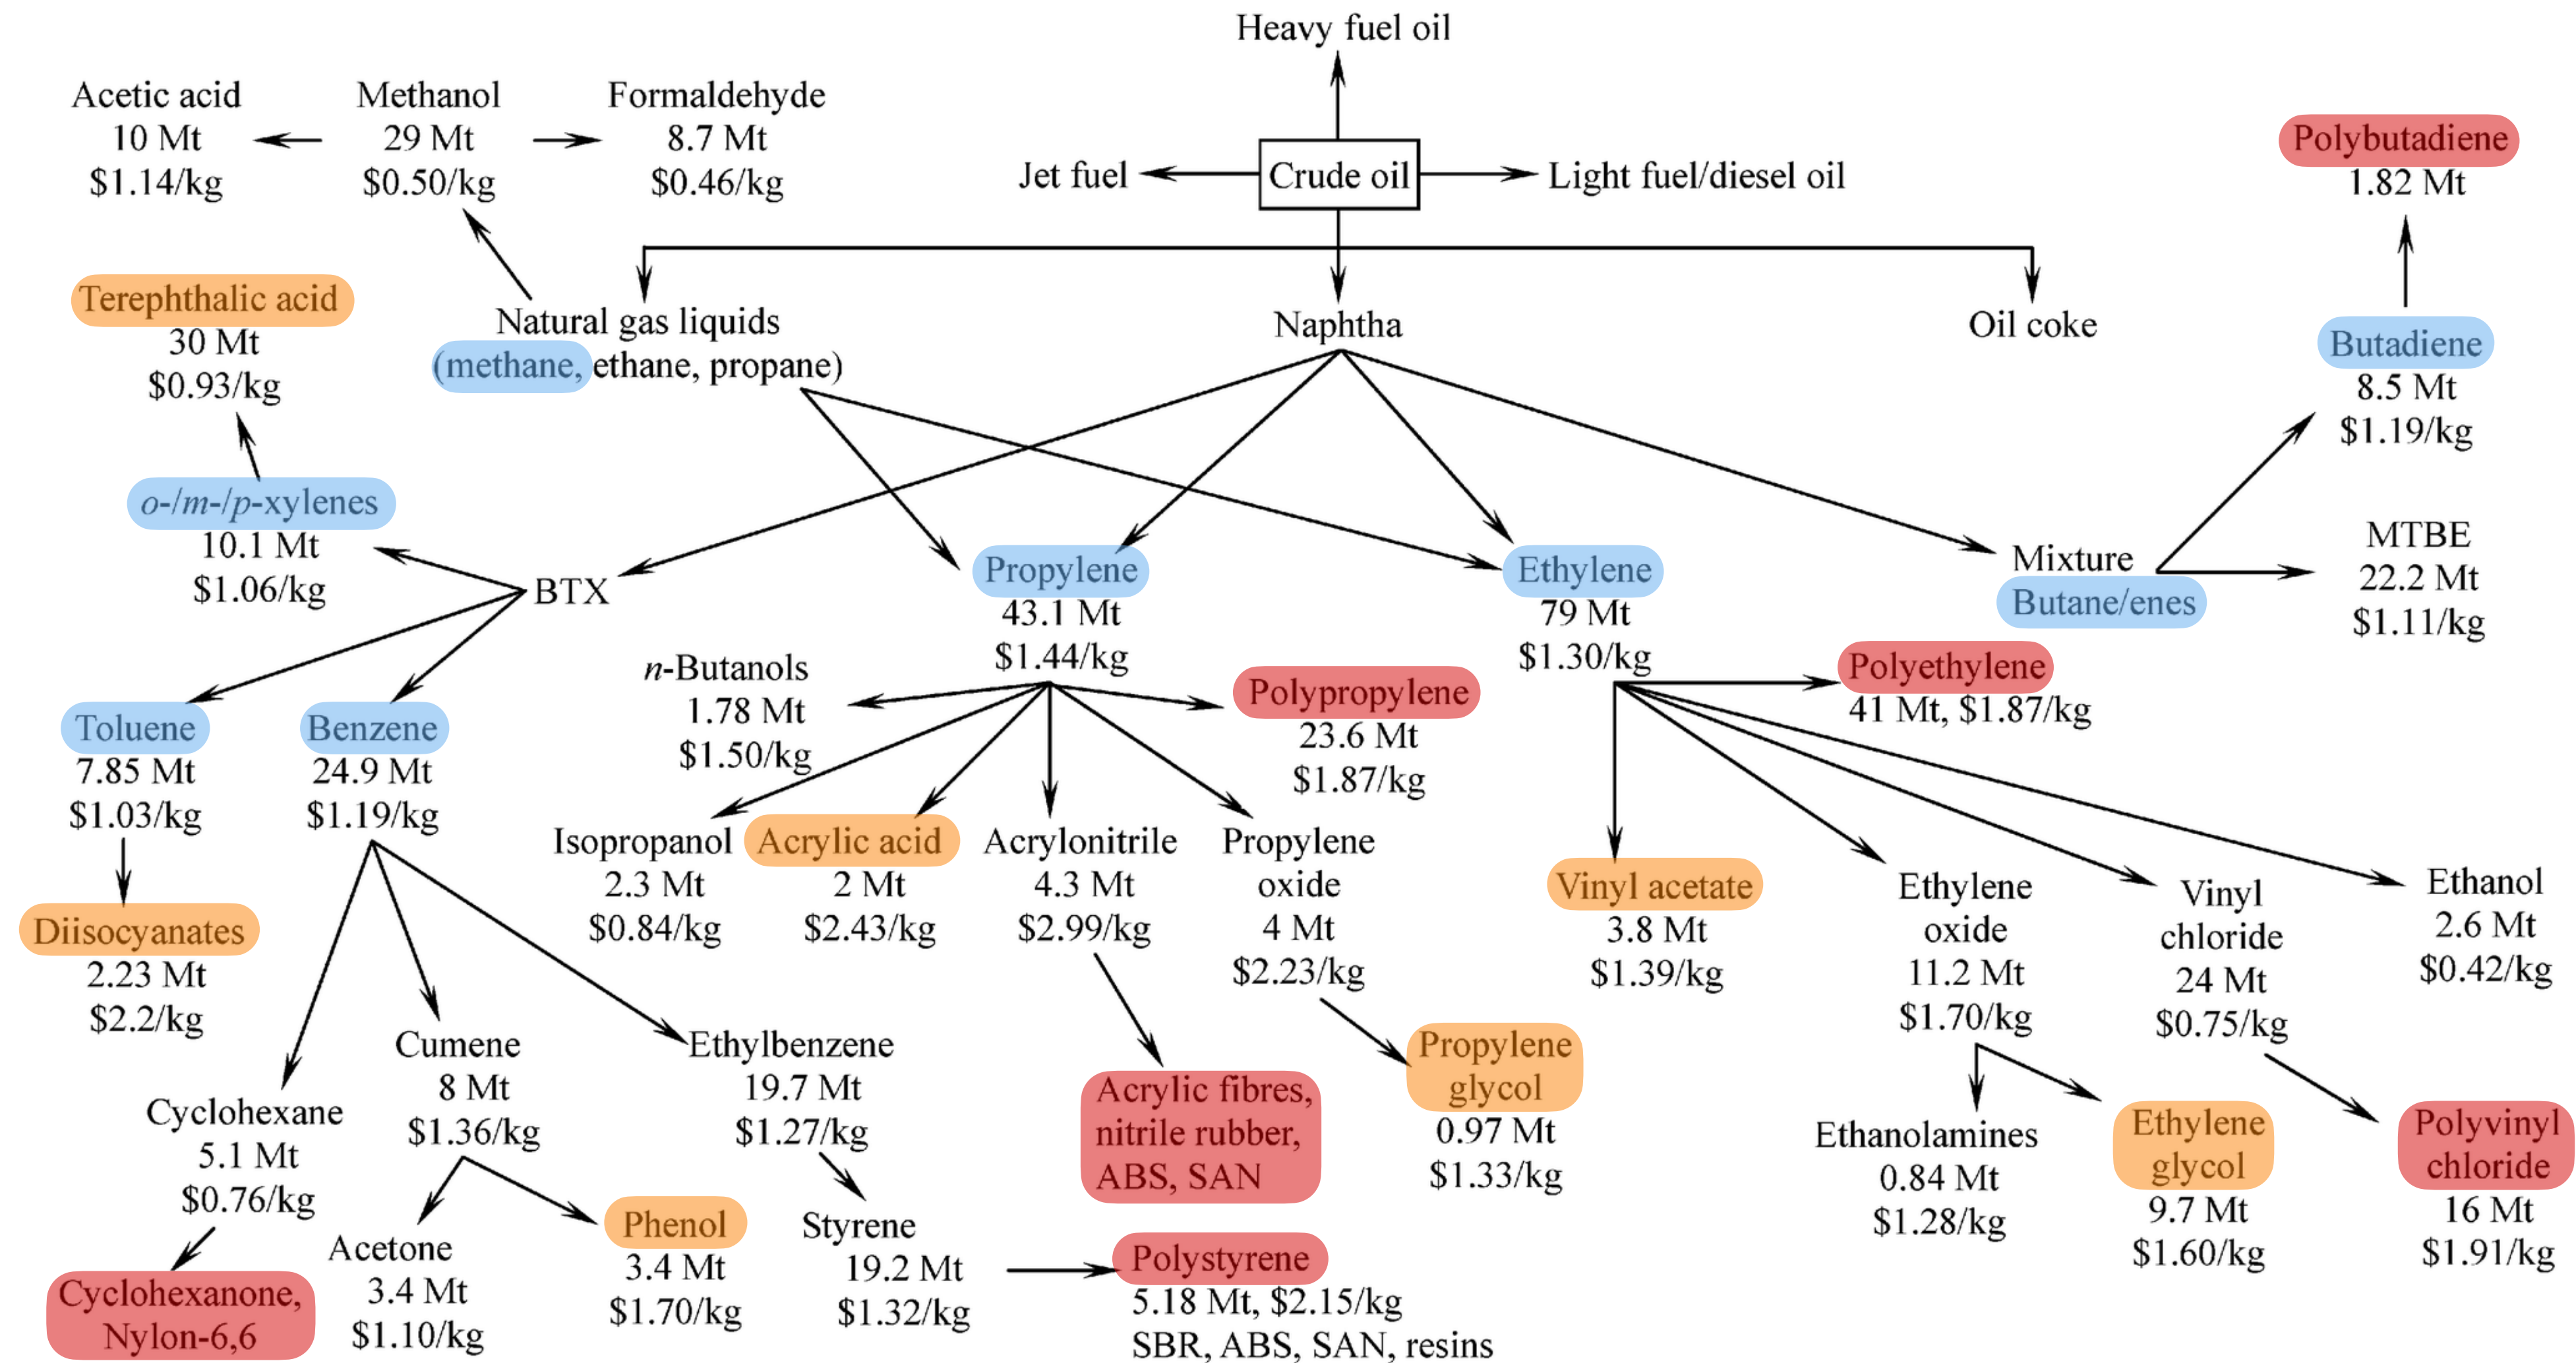 Heavy fuel oil
Acetic acid
10 Mt
$1.14/kg
Methanol
29 Mt
$0.50/kg
Formaldehyde
8.7 Mt
$0.46/kg
Jet fuel
Crude oil
Light fuel/diesel oil
Polybutadiene
1.82 Mt
Terephthalic acid
30 Mt
$0.93/kg
Natural gas liquids
(methane, ethane, propane)
Naphtha
Oil coke
Butadiene
8.5 Mt
$1.19/kg
o-/m-/p-xylenes
10.1 Mt
$1.06/kg
BTX
Propylene
43.1 Mt
$1.44/kg
Ethylene
79 Mt
$1.30/kg
Mixture
Butane/enes
MTBE
22.2 Mt
$1.11/kg
Toluene
7.85 Mt
$1.03/kg
Benzene
24.9 Mt
$1.19/kg
n-Butanols
1.78 Mt
$1.50/kg
Polypropylene
23.6 Mt
$1.87/kg
Polyethylene
41 Mt, $1.87/kg
Isopropanol
2.3 Mt
$0.84/kg
Acrylic acid
2 Mt
$2.43/kg
Acrylonitrile
4.3 Mt
$2.99/kg
Propylene
oxide
4 Mt
$2.23/kg
Vinyl acetate
3.8 Mt
$1.39/kg
Ethylene
oxide
11.2 Mt
$1.70/kg
Vinyl
chloride
24 Mt
$0.75/kg
Ethanol
2.6 Mt
$0.42/kg
Diisocyanates
2.23 Mt
$2.2/kg
Cyclohexane
5.1 Mt
$0.76/kg
Cumene
8 Mt
$1.36/kg
Ethylbenzene
19.7 Mt
$1.27/kg
Acrylic fibres,
nitrile rubber,
ABS, SAN
Propylene
glycol
0.97 Mt
$1.33/kg
Ethanolamines
0.84 Mt
$1.28/kg
Ethylene
glycol
9.7 Mt
$1.60/kg
Polyvinyl
chloride
16 Mt
$1.91/kg
Cyclohexanone,
Nylon-6,6
Acetone
3.4 Mt
$1.10/kg
Phenol
3.4 Mt
$1.70/kg
Styrene
19.2 Mt
$1.32/kg
Polystyrene
5.18 Mt, $2.15/kg
SBR, ABS, SAN, resins